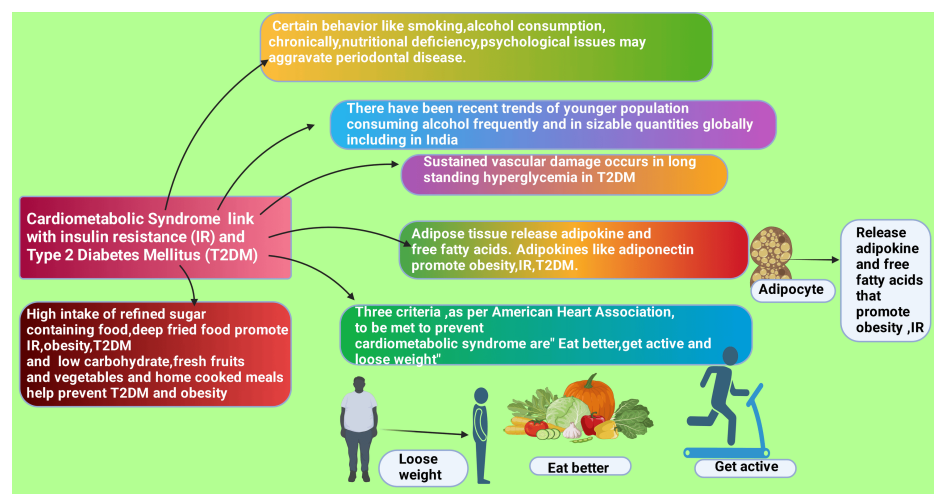 Certain behavior like smoking,alcohol consumption,
chronically,nutritional deficiency,psychological issues may
aggravate periodontal disease.
There have been recent trends of younger population
consuming alcohol frequently and in sizable quantities globally
including in India
Sustained vascular damage occurs in long
standing hyperglycemia in T2DM
Cardiometabolic Syndrome link
with insulin resistance (IR) and
Type 2 Diabetes Mellitus (T2DM)
Adipose tissue release adipokine and
free fatty acids. Adipokines like adiponectin
promote obesity,IR,T2DM.
Adipocyte
Release
adipokine
and free
fatty acids
that
promote
obesity ,IR
High intake of refined sugar
containing food,deep fried food promote
IR,obesity,T2DM
and low carbohydrate,fresh fruits
and vegetables and home cooked meals
help prevent T2DM and obesity
Three criteria ,as per American Heart Association,
to be met to prevent
cardiometabolic syndrome are" Eat better,get active and
loose weight"
Loose
weight
Eat better
Get active